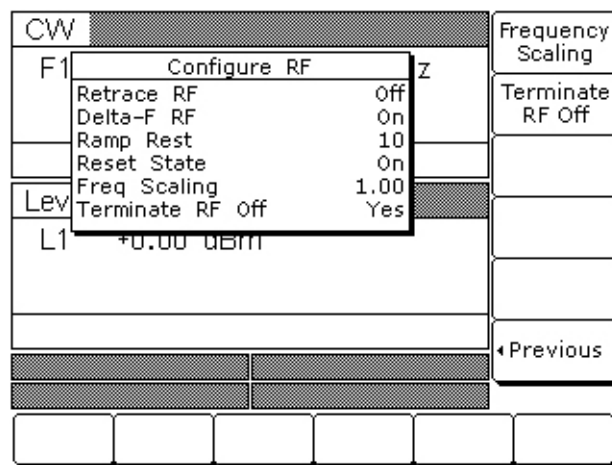 CW
F1
z
Configure RF
Retrace RF Off
Delta-F RF On
Ramp Rest 10
Reset State On
Freq Scaling 1.00
Terminate RF Off Yes
Lev
L1 +0.00 dBm
Frequency
Scaling
Terminate
RF Off
Previous